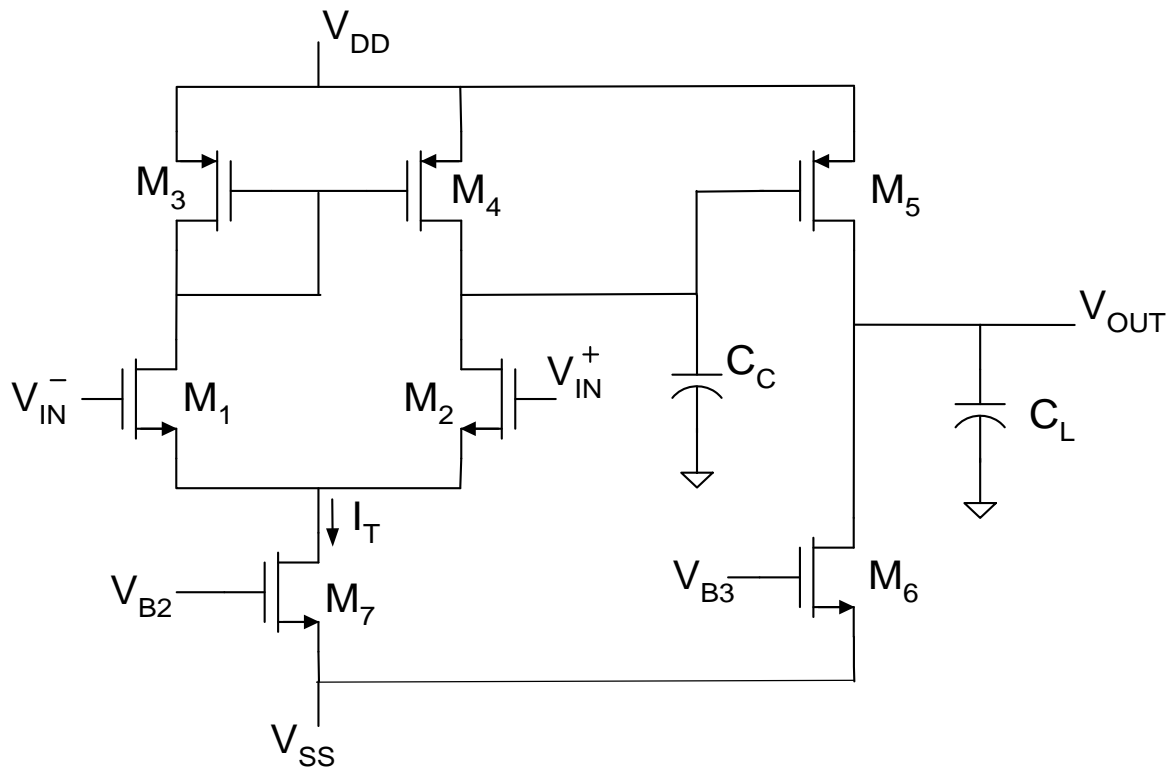 V_DD
M_3
M_4
M_5
V_OUT
V_IN^−
M_1
M_2
V_IN^+
C_C
C_L
I_T
V_B2
M_7
V_B3
M_6
V_SS